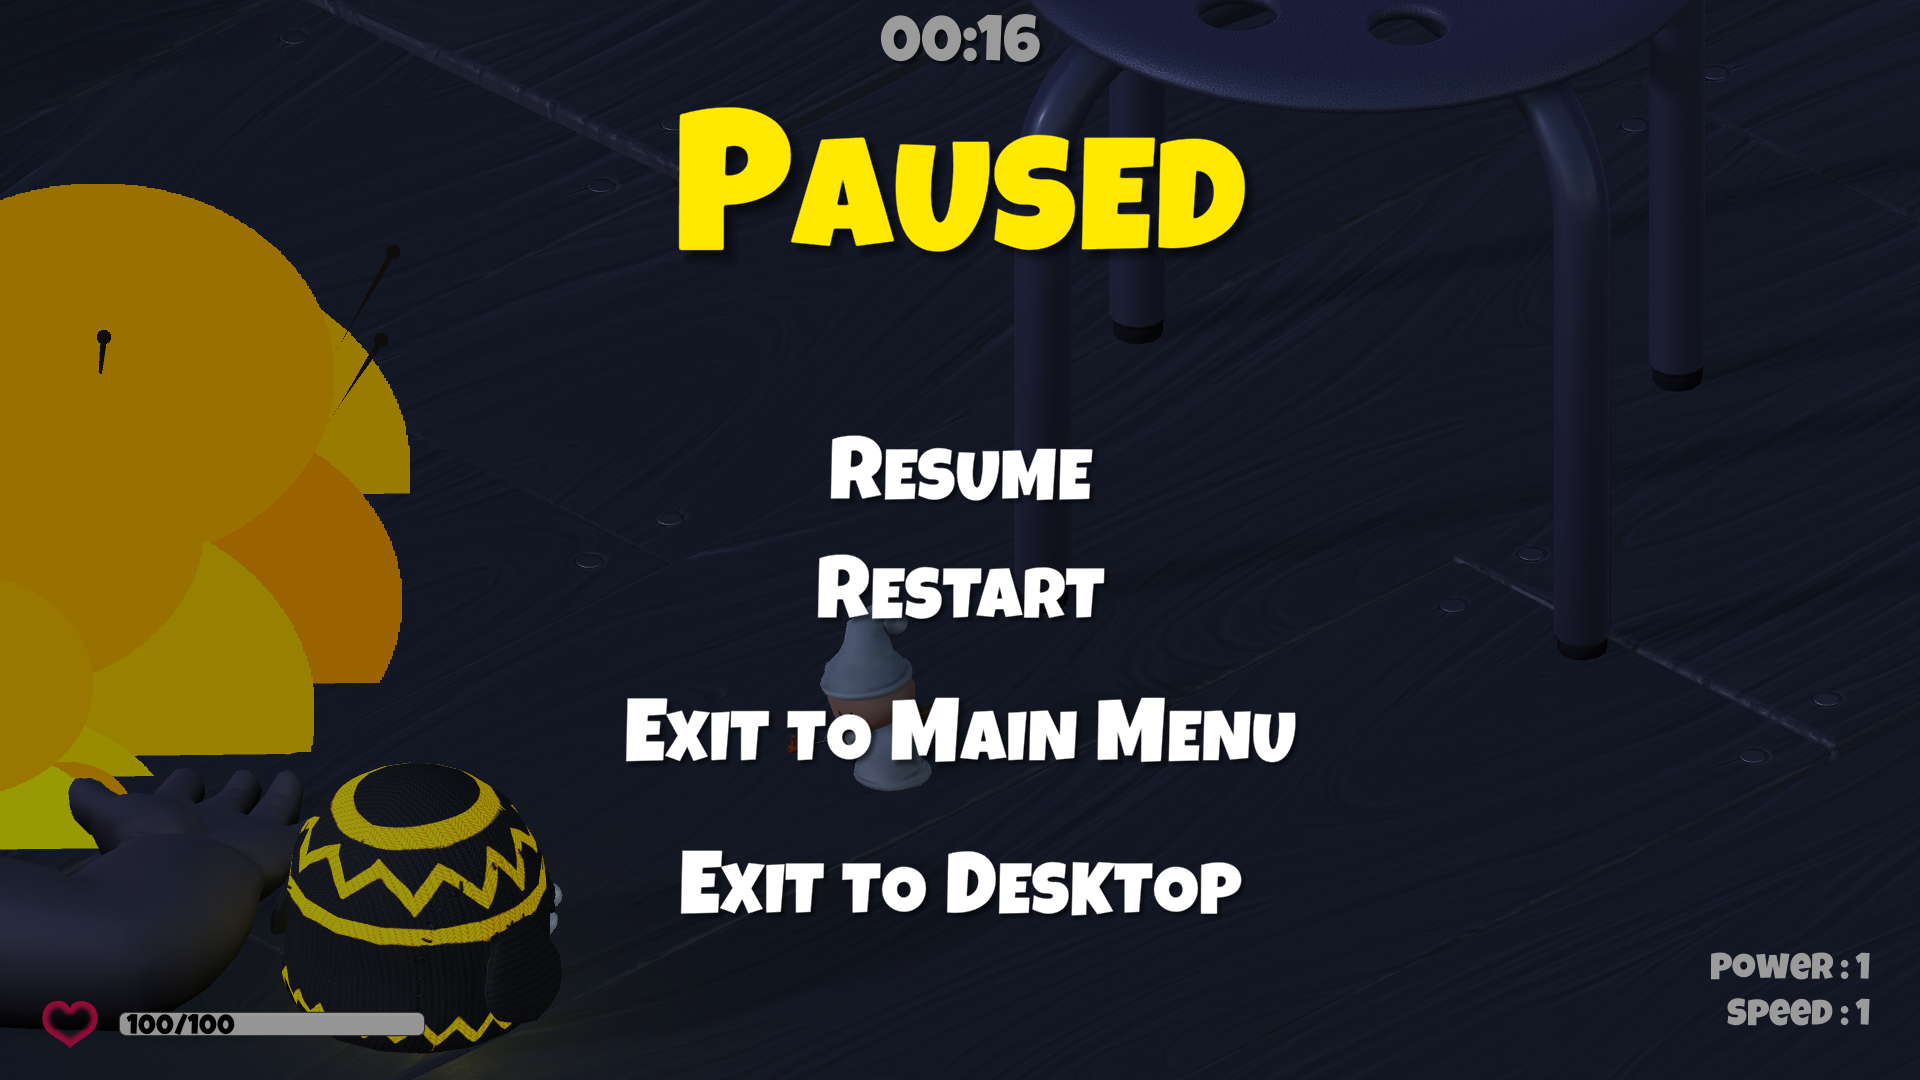 00:16
Paused
Resume
Restart
Exit to Main Menu
Exit to Desktop
Power : 1
Speed : 1
100/100